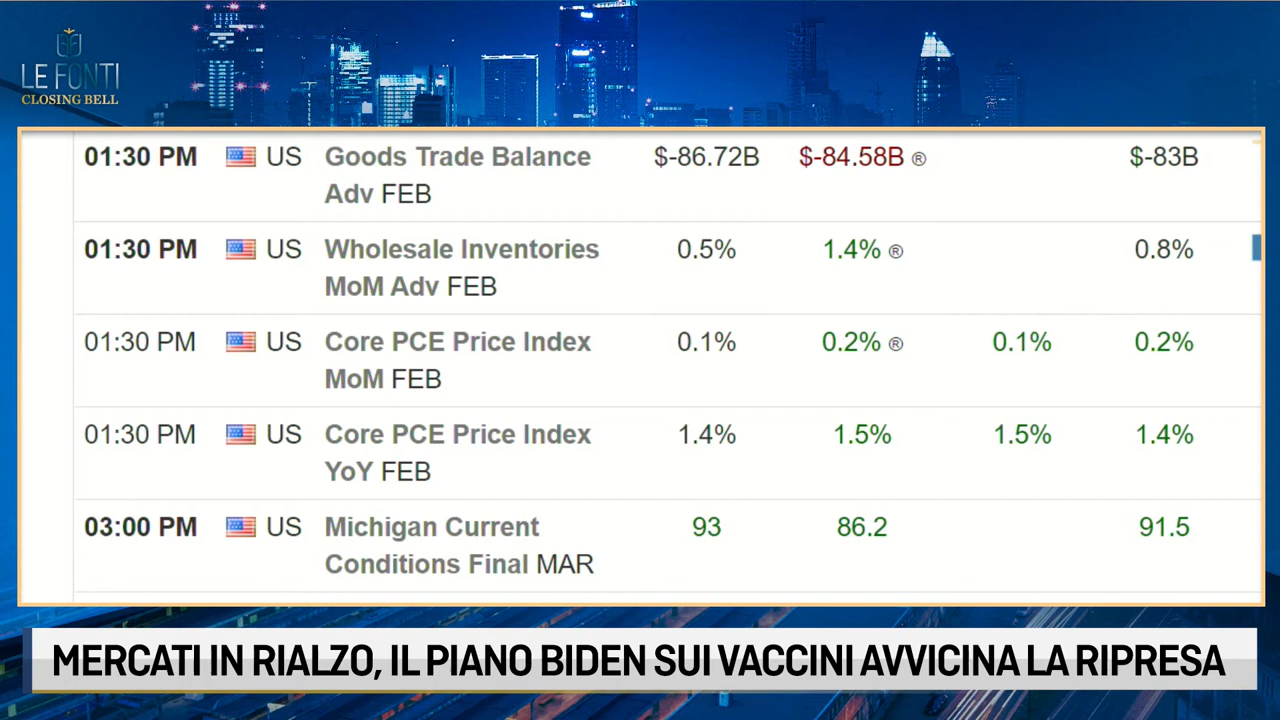 LE FONTI
CLOSING BELL
01:30 PM US Goods Trade Balance $-86.72B $-84.58B ® $-83B
Adv FEB
01:30 PM US Wholesale Inventories 0.5% 1.4% ® 0.8%
MoM Adv FEB
01:30 PM US Core PCE Price Index 0.1% 0.2% ® 0.1% 0.2%
MoM FEB
01:30 PM US Core PCE Price Index 1.4% 1.5% 1.5% 1.4%
YoY FEB
03:00 PM US Michigan Current 93 86.2 91.5
Conditions Final MAR
MERCATI IN RIALZO, IL PIANO BIDEN SUI VACCINI AVVICINA LA RIPRESA